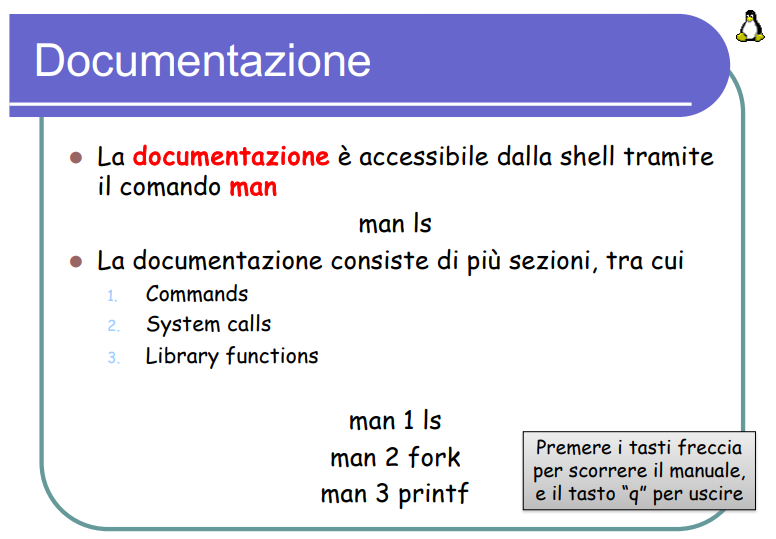 Documentazione
La documentazione è accessibile dalla shell tramite
il comando man
man ls
La documentazione consiste di più sezioni, tra cui
1. Commands
2. System calls
3. Library functions
man 1 ls
man 2 fork
man 3 printf
Premere i tasti freccia
per scorrere il manuale,
e il tasto “q” per uscire